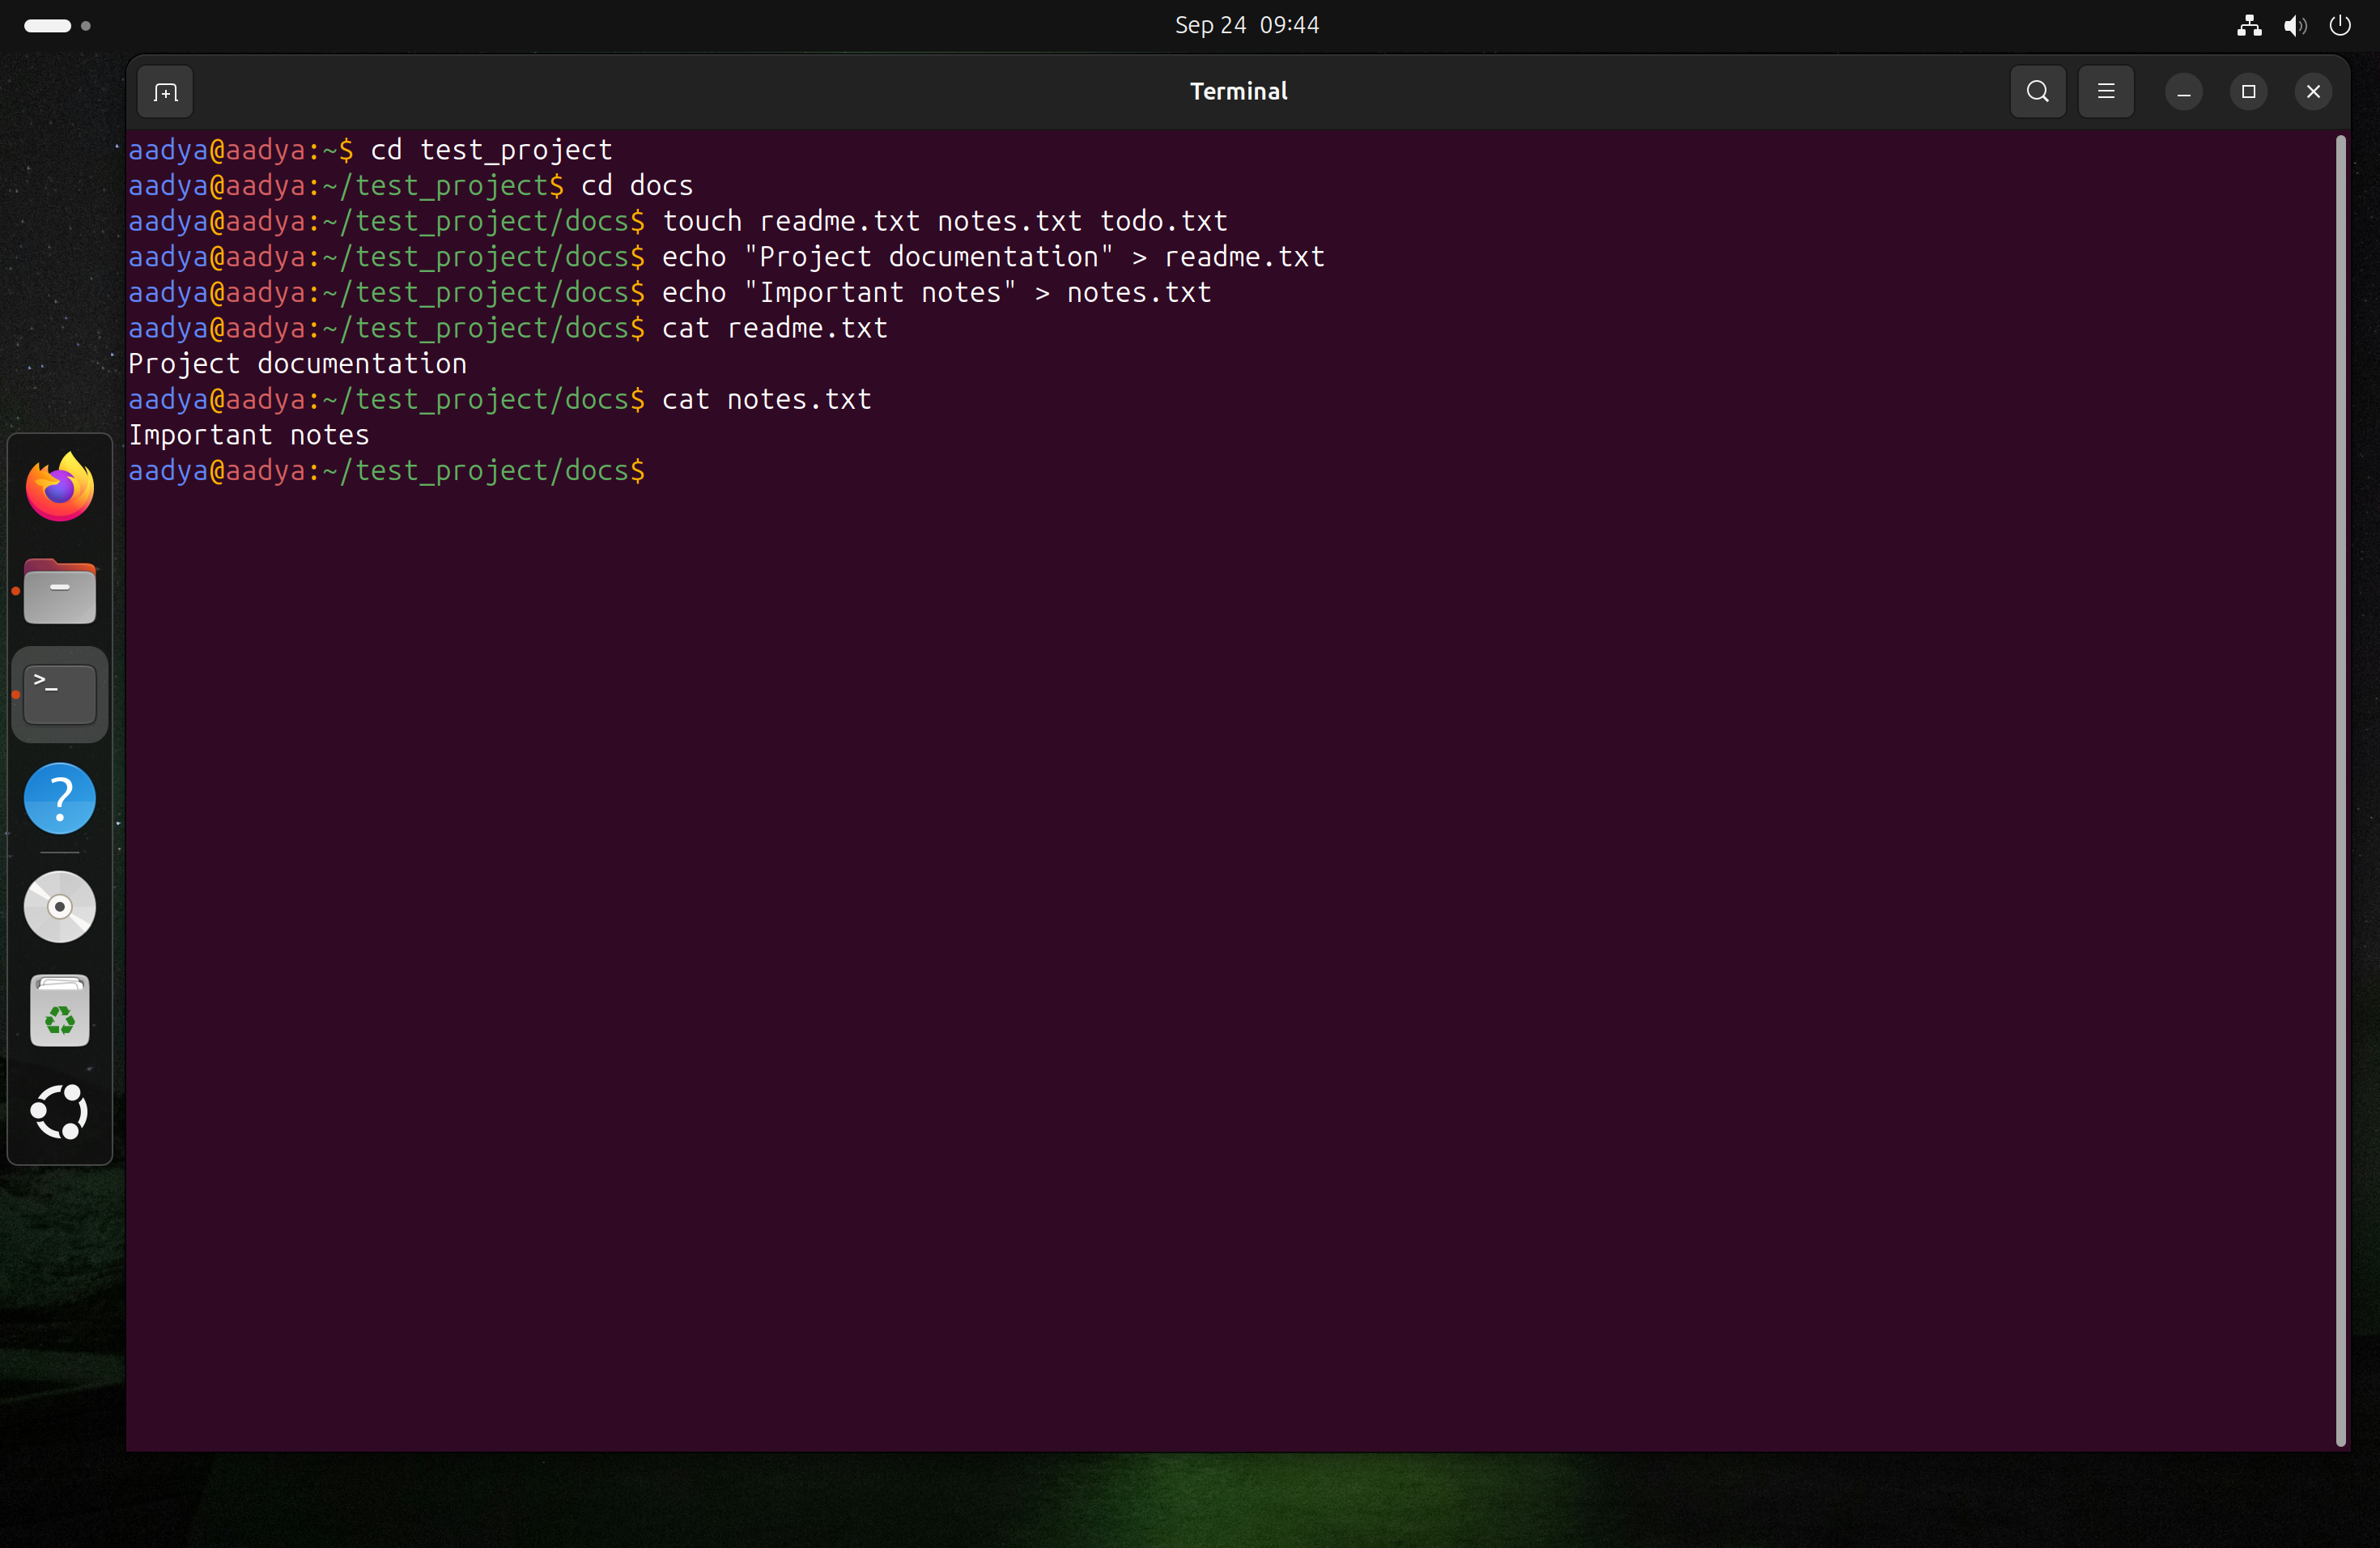 Sep 24 09:44
Terminal
aadya@aadya:~$ cd test_project
aadya@aadya:~/test_project$ cd docs
aadya@aadya:~/test_project/docs$ touch readme.txt notes.txt todo.txt
aadya@aadya:~/test_project/docs$ echo "Project documentation" > readme.txt
aadya@aadya:~/test_project/docs$ echo "Important notes" > notes.txt
aadya@aadya:~/test_project/docs$ cat readme.txt
Project documentation
aadya@aadya:~/test_project/docs$ cat notes.txt
Important notes
aadya@aadya:~/test_project/docs$
>_
?